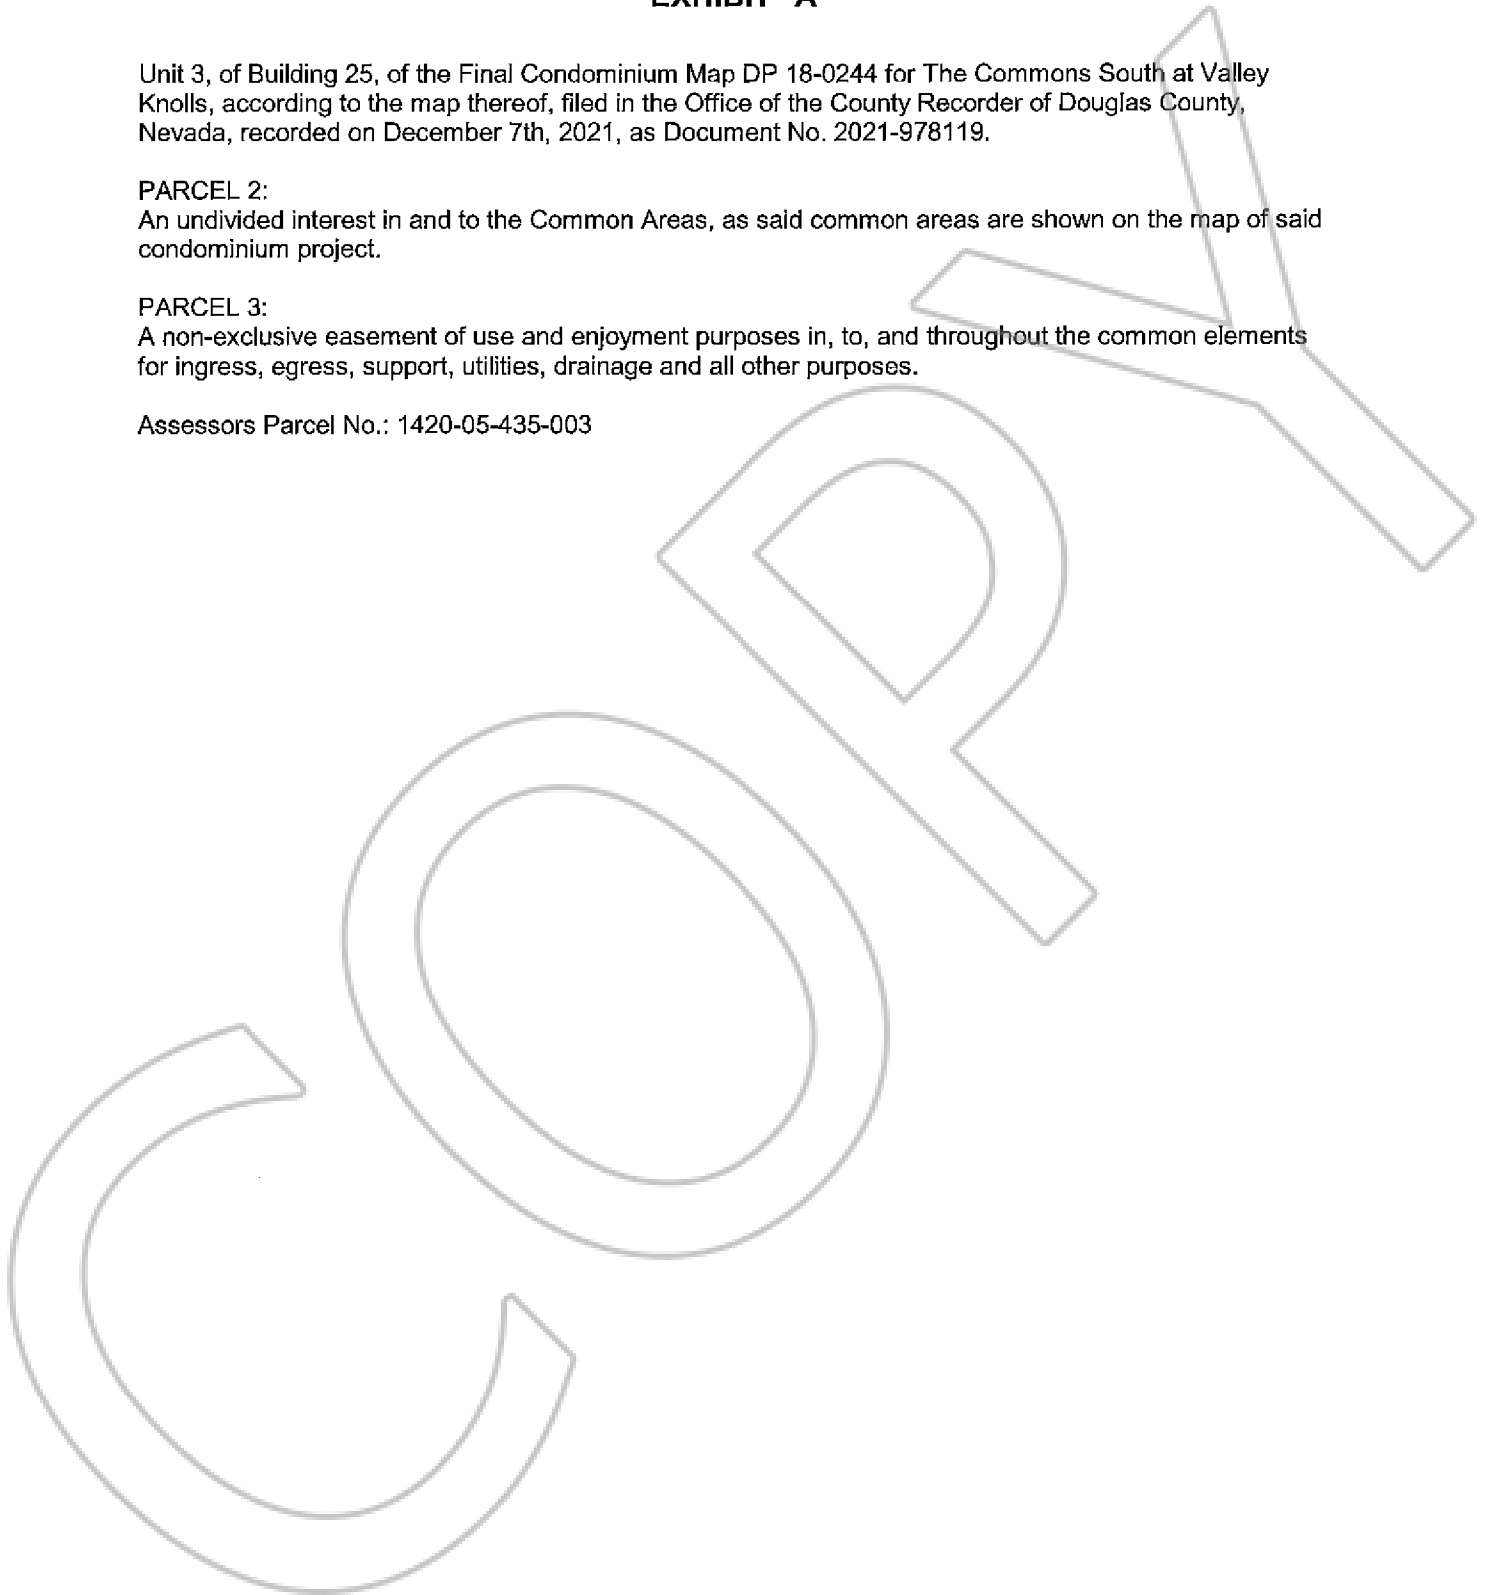 EXHIBIT "A"
Unit 3, of Building 25, of the Final Condominium Map DP 18-0244 for The Commons South at Valley
Knolls, according to the map thereof, filed in the Office of the County Recorder of Douglas County,
Nevada, recorded on December 7th, 2021, as Document No. 2021-978119.
PARCEL 2:
An undivided interest in and to the Common Areas, as said common areas are shown on the map of said
condominium project.
PARCEL 3:
A non-exclusive easement of use and enjoyment purposes in, to, and throughout the common elements
for ingress, egress, support, utilities, drainage and all other purposes.
Assessors Parcel No.: 1420-05-435-003
COPY